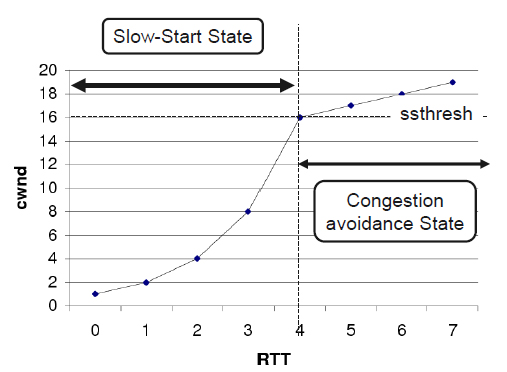 Slow-Start State
20
18
16
14
12
10
8
6
4
2
0
cwnd
ssthresh
Congestion
avoidance State
0 1 2 3 4 5 6 7
RTT